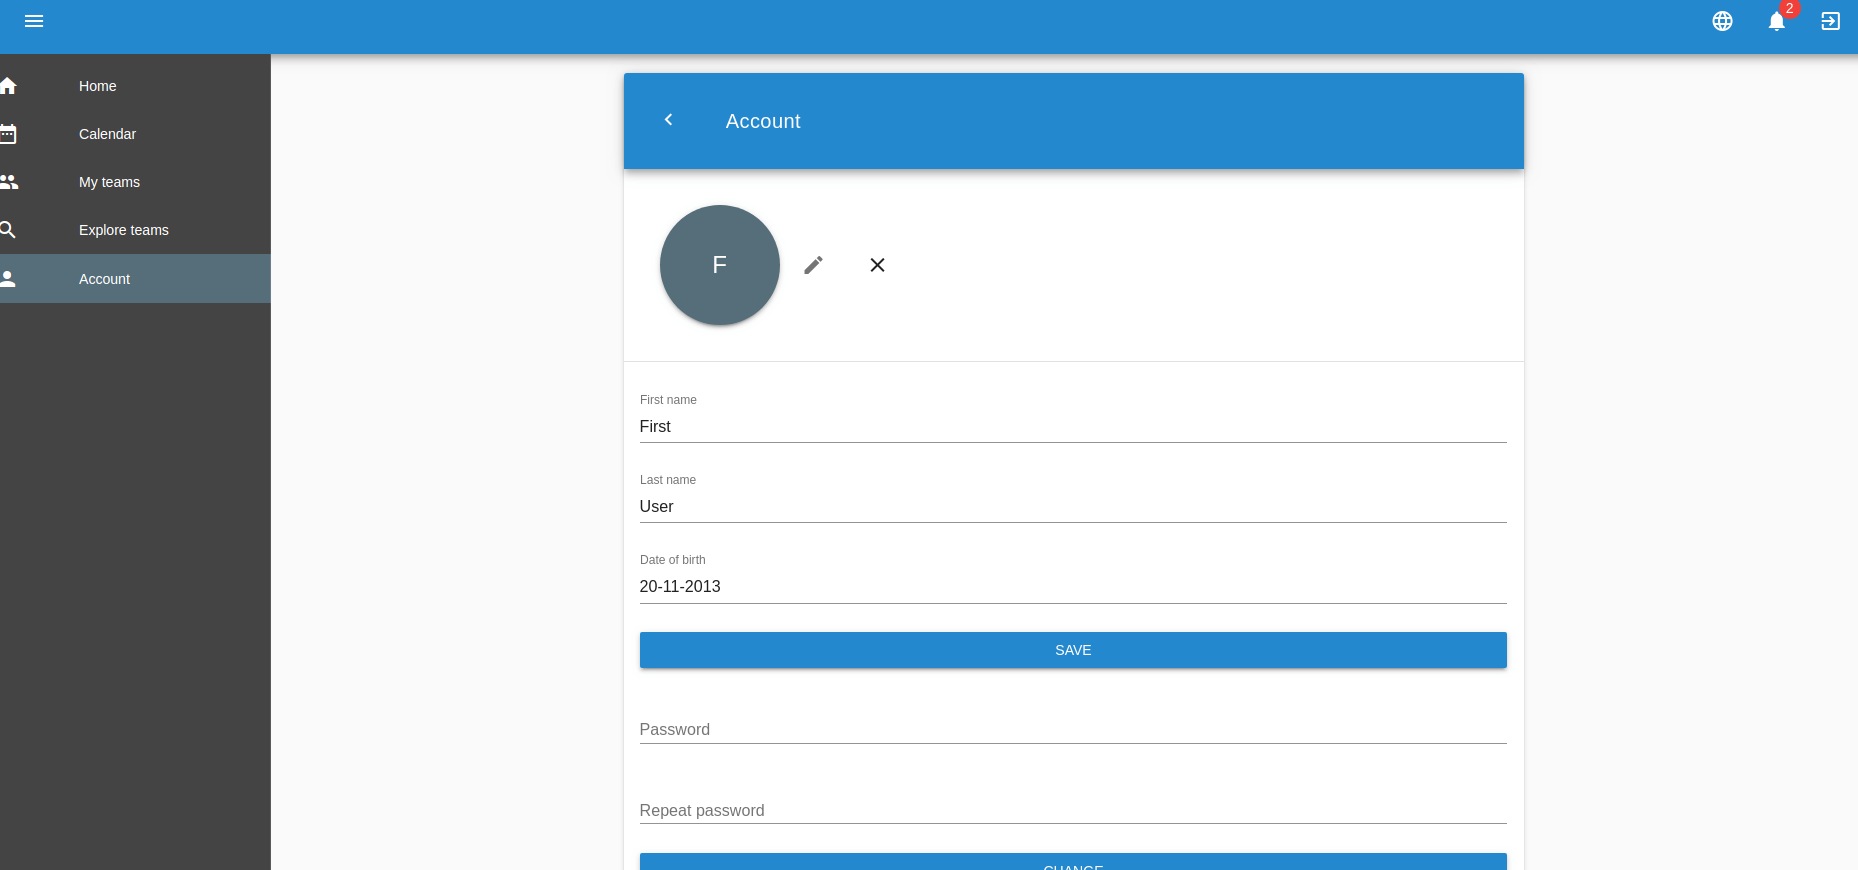 2
Home
Calendar
My teams
Explore teams
Account
Account
F
First name
First
Last name
User
Date of birth
20-11-2013
SAVE
Password
Repeat password
CHANGE